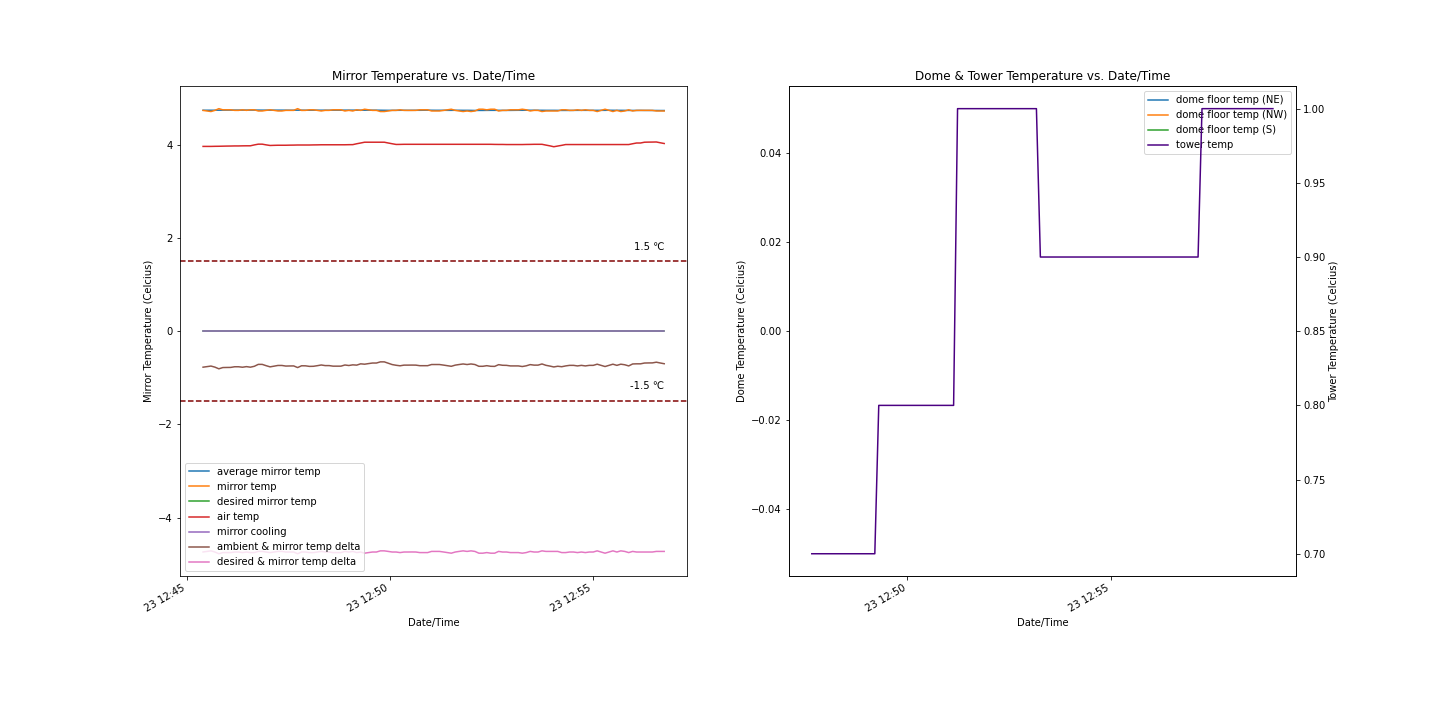 Mirror Temperature vs. Date/Time
Mirror Temperature (Celcius)
4
2
0
−2
−4
1.5 °C
-1.5 °C
average mirror temp
mirror temp
desired mirror temp
air temp
mirror cooling
ambient & mirror temp delta
desired & mirror temp delta
23 12:45
23 12:50
23 12:55
Date/Time
Dome & Tower Temperature vs. Date/Time
Dome Temperature (Celcius)
0.04
0.02
0.00
−0.02
−0.04
dome floor temp (NE)
dome floor temp (NW)
dome floor temp (S)
tower temp
1.00
0.95
0.90
0.85
0.80
0.75
0.70
Tower Temperature (Celcius)
23 12:50
23 12:55
Date/Time